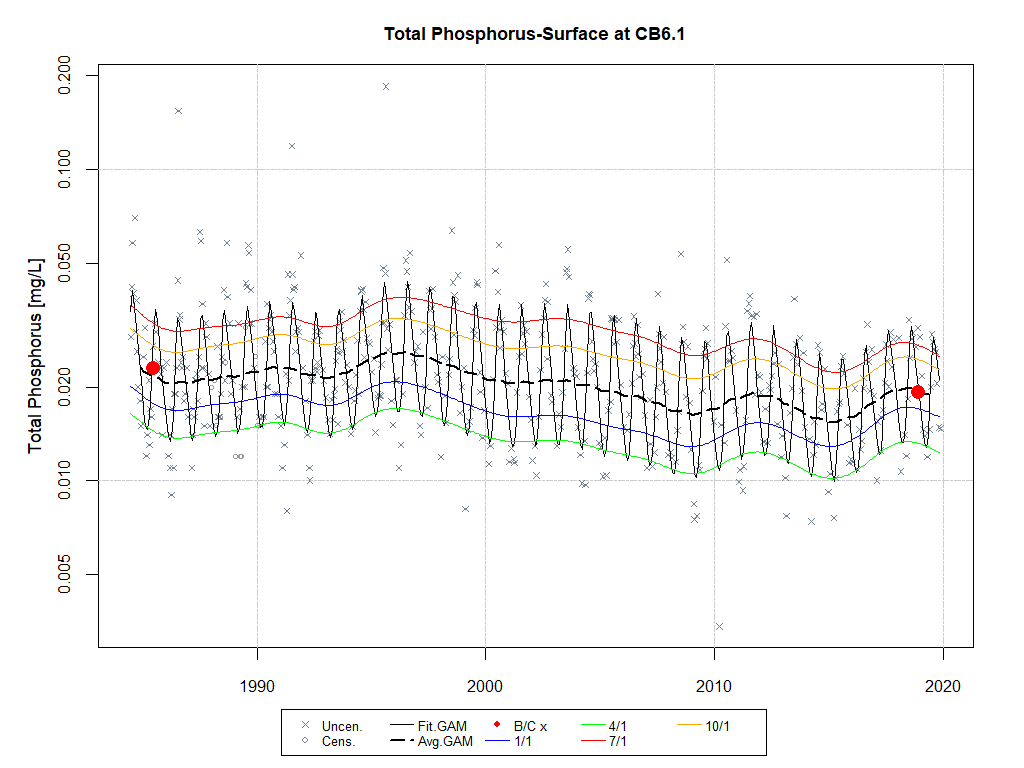 Total Phosphorus-Surface at CB6.1
Total Phosphorus [mg/L]
0.200
0.100
0.050
0.020
0.010
0.005
1990 2000 2010 2020
Uncen. Fit.GAM B/C x 4/1 10/1
Cens. Avg.GAM 1/1 7/1